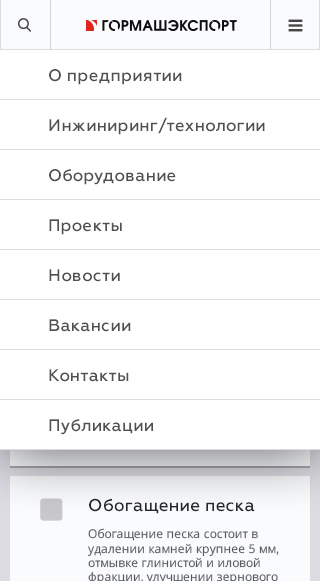 ГОРМАШЭКСПОРТ
О предприятии
Инжиниринг/технологии
Оборудование
Проекты
Новости
Вакансии
Контакты
Публикации
Обогащение песка
Обогащение песка состоит в
удалении камней крупнее 5 мм,
отмывке глинистой и иловой
фракции, улучшении зернового